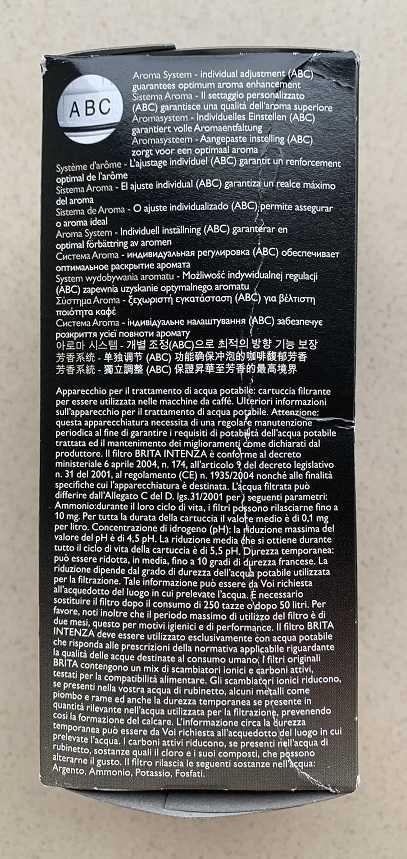 ABC
Aroma System - individual adjustment (ABC)
guarantees optimum aroma enhancement
Sistema Aroma - Il settaggio personalizzato
(ABC) garantisce una qualità dell'aroma superiore
Aromasystem - Individuelles Einstellen (ABC)
garantiert volle Aromaentfaltung
Aromasysteem - Aangepaste instelling (ABC)
zorgt voor een optimaal aroma
Système d'arôme - L'ajustage individuel (ABC) garantit un renforcement
optimal de l'arôme
Sistema Aroma - El ajuste individual (ABC) garantiza un realce máximo
del aroma
Sistema de Aroma - O ajuste individualizado (ABC) permite assegurar
o aroma ideal
Aroma System - Individuell inställning (ABC) garanterar en
optimal förbättring av aromen
Система Aroma - индивидуальная регулировка (ABC) обеспечивает
оптимальное раскрытие аромата
System wydobywania aromatu - Możliwość indywidualnej regulacji
(ABC) zapewnia uzyskanie optymalnego aromatu
Σύστημα Aroma - ξεχωριστή εγκατάσταση (ABC) για βέλτιστη
ποιότητα καφέ
Система Aroma - індивідуальне налаштування (ABC) забезпечує
розкриття усієї повноти аромату
아로마 시스템 - 개별 조정(ABC)으로 최적의 방향 기능 보장
芳香系统 - 单独调节 (ABC) 功能确保冲泡的咖啡馥郁芳香
芳香系統 - 獨立調整 (ABC) 保證昇華至芳香的最高境界
Apparecchio per il trattamento di acqua potabile: cartuccia filtrante
per essere utilizzata nelle macchine da caffè. Ulteriori informazioni
sull'apparecchio per il trattamento di acqua potabile. Attenzione:
questa apparecchiatura necessita di una regolare manutenzione
periodica al fine di garantire i requisiti di potabilità dell'acqua potabile
trattata ed il mantenimento dei miglioramenti come dichiarati dal
produttore. Il filtro BRITA INTENZA è conforme al decreto
ministeriale 6 aprile 2004, n. 174, all'articolo 9 del decreto legislativo
n. 31 del 2001, al regolamento (CE) n. 1935/2004 nonché alle finalità
specifiche cui l'apparecchiatura è destinata. L'acqua filtrata può
differire dall'Allegato C del D. lgs.31/2001 per i seguenti parametri:
Ammonio:durante il loro ciclo di vita, i filtri possono rilasciarne fino a
10 mg. Per tutta la durata della cartuccia il valore medio è di 0,1 mg
per litro. Concentrazione di idrogeno (pH): la riduzione massima del
valore del pH è di 4,5 pH. La riduzione media che si ottiene durante
tutto il ciclo di vita della cartuccia è di 5,5 pH. Durezza temporanea:
può essere ridotta, in media, fino a 10 gradi di durezza francese. La
riduzione dipende dal grado di durezza dell'acqua potabile utilizzata
per la filtrazione. Tale informazione può essere da Voi richiesta
all'acquedotto del luogo in cui prelevate l'acqua. È necessario
sostituire il filtro dopo il consumo di 250 tazze o dopo 50 litri. Per
favore, noti inoltre che il periodo massimo di utilizzo del filtro è di
due mesi, questo per motivi igienici e di performance. Il filtro BRITA
INTENZA deve essere utilizzato esclusivamente con acqua potabile
che risponda alle prescrizioni della normativa applicabile riguardante
la qualità delle acque destinate al consumo umano. I filtri originali
BRITA contengono un mix di scambiatori ionici e carboni attivi,
testati per la compatibilità alimentare. Gli scambiatori ionici riducono,
se presenti nella vostra acqua di rubinetto, alcuni metalli come
piombo e rame ed anche la durezza temporanea se presente in
quantità rilevante nell'acqua utilizzata per la filtrazione, prevenendo
così la formazione del calcare. L'informazione circa la durezza
temporanea può essere da Voi richiesta all'acquedotto del luogo in cui
prelevate l'acqua. I carboni attivi riducono, se presenti nell'acqua di
rubinetto, sostanze quali il cloro e i suoi composti, che possono
alterarne il gusto. Il filtro rilascia le seguenti sostanze nell'acqua:
Argento, Ammonio, Potassio, Fosfati.